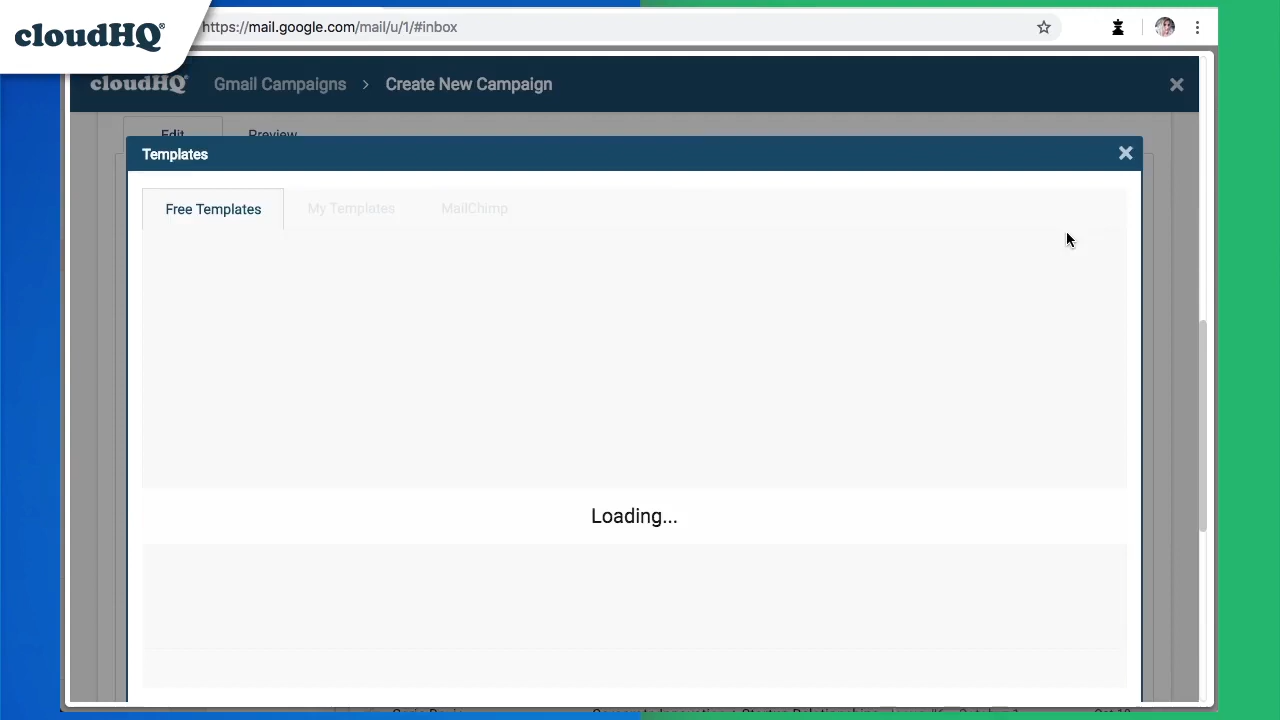 cloudHQ®
https://mail.google.com/mail/u/1/#inbox
cloudHQ® Gmail Campaigns > Create New Campaign
Edit Preview
Templates
Free Templates My Templates MailChimp
Loading...